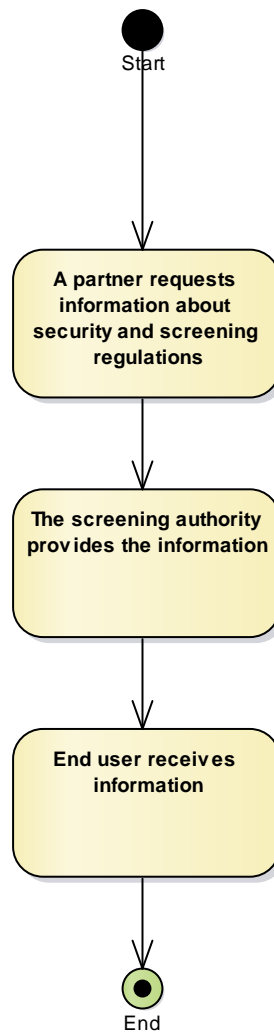 Start
A partner requests
information about
security and screening
regulations
The screening authority
provides the information
End user receives
information
End